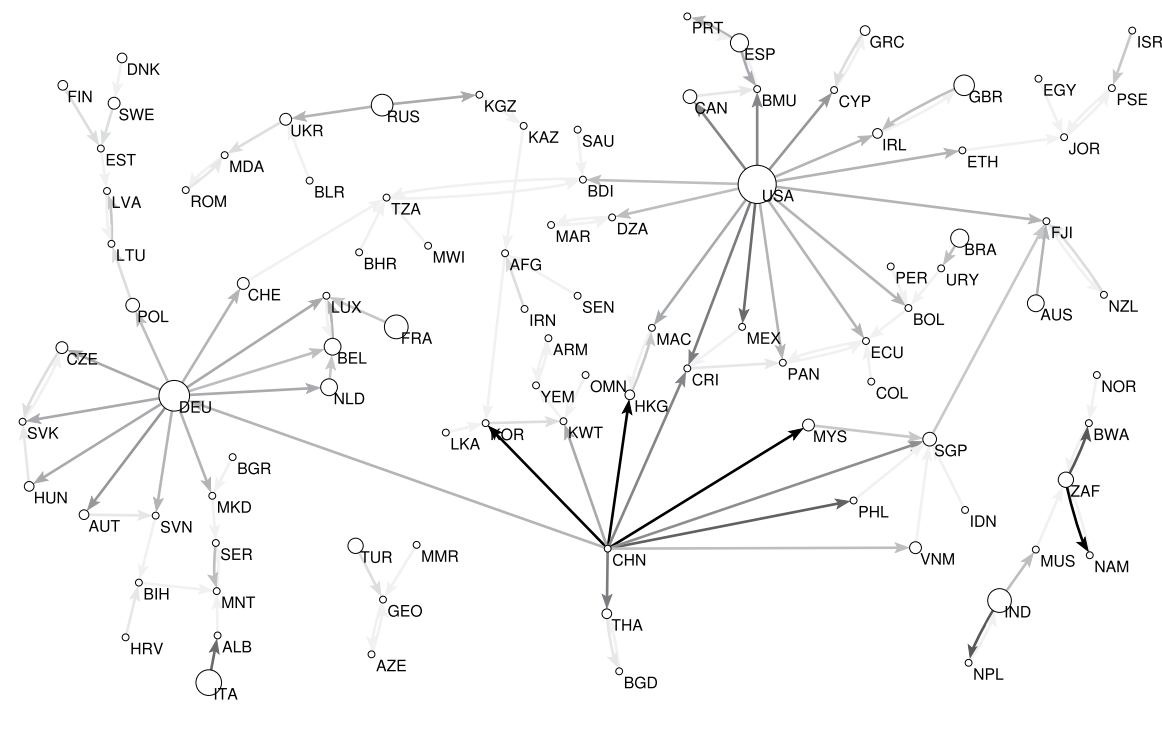 PRT
ESP
GRC
ISR
DNK
FIN
SWE
CAN
BMU
CYP
GBR
EGY
PSE
RUS
KGZ
UKR
KAZ
SAU
IRL
JOR
EST
MDA
ETH
LVA
ROM
BLR
BDI
USA
TZA
MAR
DZA
FJI
LTU
BHR
MWI
AFG
BRA
PER
URY
CHE
LUX
SEN
NZL
POL
IRN
BOL
AUS
FRA
MAC
MEX
CZE
BEL
ARM
ECU
CRI
PAN
NLD
YEM
OMN
HKG
COL
NOR
DEU
SVK
LKA
KOR
KWT
MYS
SGP
BWA
BGR
HUN
MKD
ZAF
AUT
SVN
PHL
IDN
SER
TUR
MMR
CHN
VNM
MUS
NAM
BIH
MNT
GEO
THA
IND
HRV
ALB
AZE
BGD
NPL
ITA